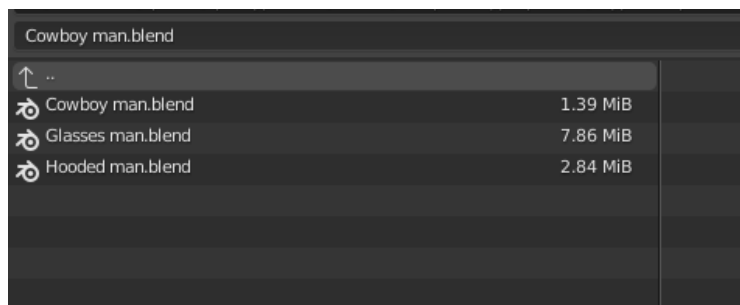 Cowboy man.blend
..
Cowboy man.blend 1.39 MiB
Glasses man.blend 7.86 MiB
Hooded man.blend 2.84 MiB